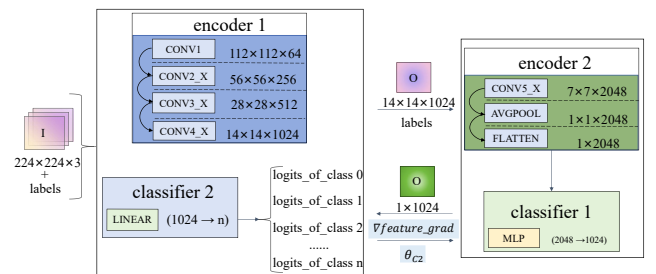 encoder 1
CONV1 112×112×64
CONV2_X 56×56×256
CONV3_X 28×28×512
CONV4_X 14×14×1024
I
224×224×3
+
labels
classifier 2
LINEAR (1024 → n)
logits_of_class 0
logits_of_class 1
logits_of_class 2
......
logits_of_class n
O
14×14×1024
labels
O
1×1024
∇feature_grad
θC2
encoder 2
CONV5_X 7×7×2048
AVGPOOL 1×1×2048
FLATTEN 1×2048
classifier 1
MLP (2048 →1024)